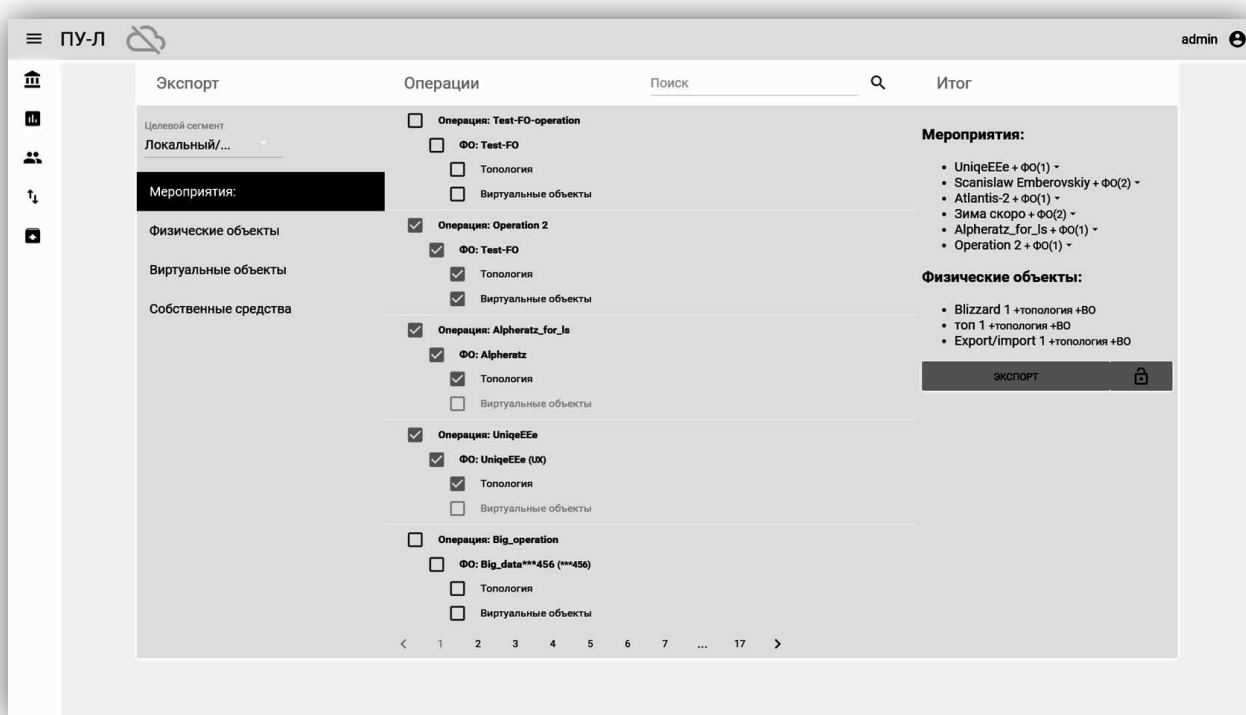 ПУ-Л
admin
Экспорт
Операции
Поиск
Итог
Целевой сегмент
Локальный/...
Мероприятия:
Физические объекты
Виртуальные объекты
Собственные средства
Операция: Test-FO-operation
ФО: Test-FO
Топология
Виртуальные объекты
Операция: Operation 2
ФО: Test-FO
Топология
Виртуальные объекты
Операция: Alpheratz_for_ls
ФО: Alpheratz
Топология
Виртуальные объекты
Операция: UniqeEEe
ФО: UniqeEEe (UX)
Топология
Виртуальные объекты
Операция: Big_operation
ФО: Big_data***456 (***456)
Топология
Виртуальные объекты
1 2 3 4 5 6 7 ... 17
Мероприятия:
UniqeEEe + ФО(1)
Scanislaw Emberovskiy + ФО(2)
Atlantis-2 + ФО(1)
Зима скоро + ФО(2)
Alpheratz_for_ls + ФО(1)
Operation 2 + ФО(1)
Физические объекты:
Blizzard 1 +топология +ВО
топ 1 +топология +ВО
Export/import 1 +топология +ВО
ЭКСПОРТ